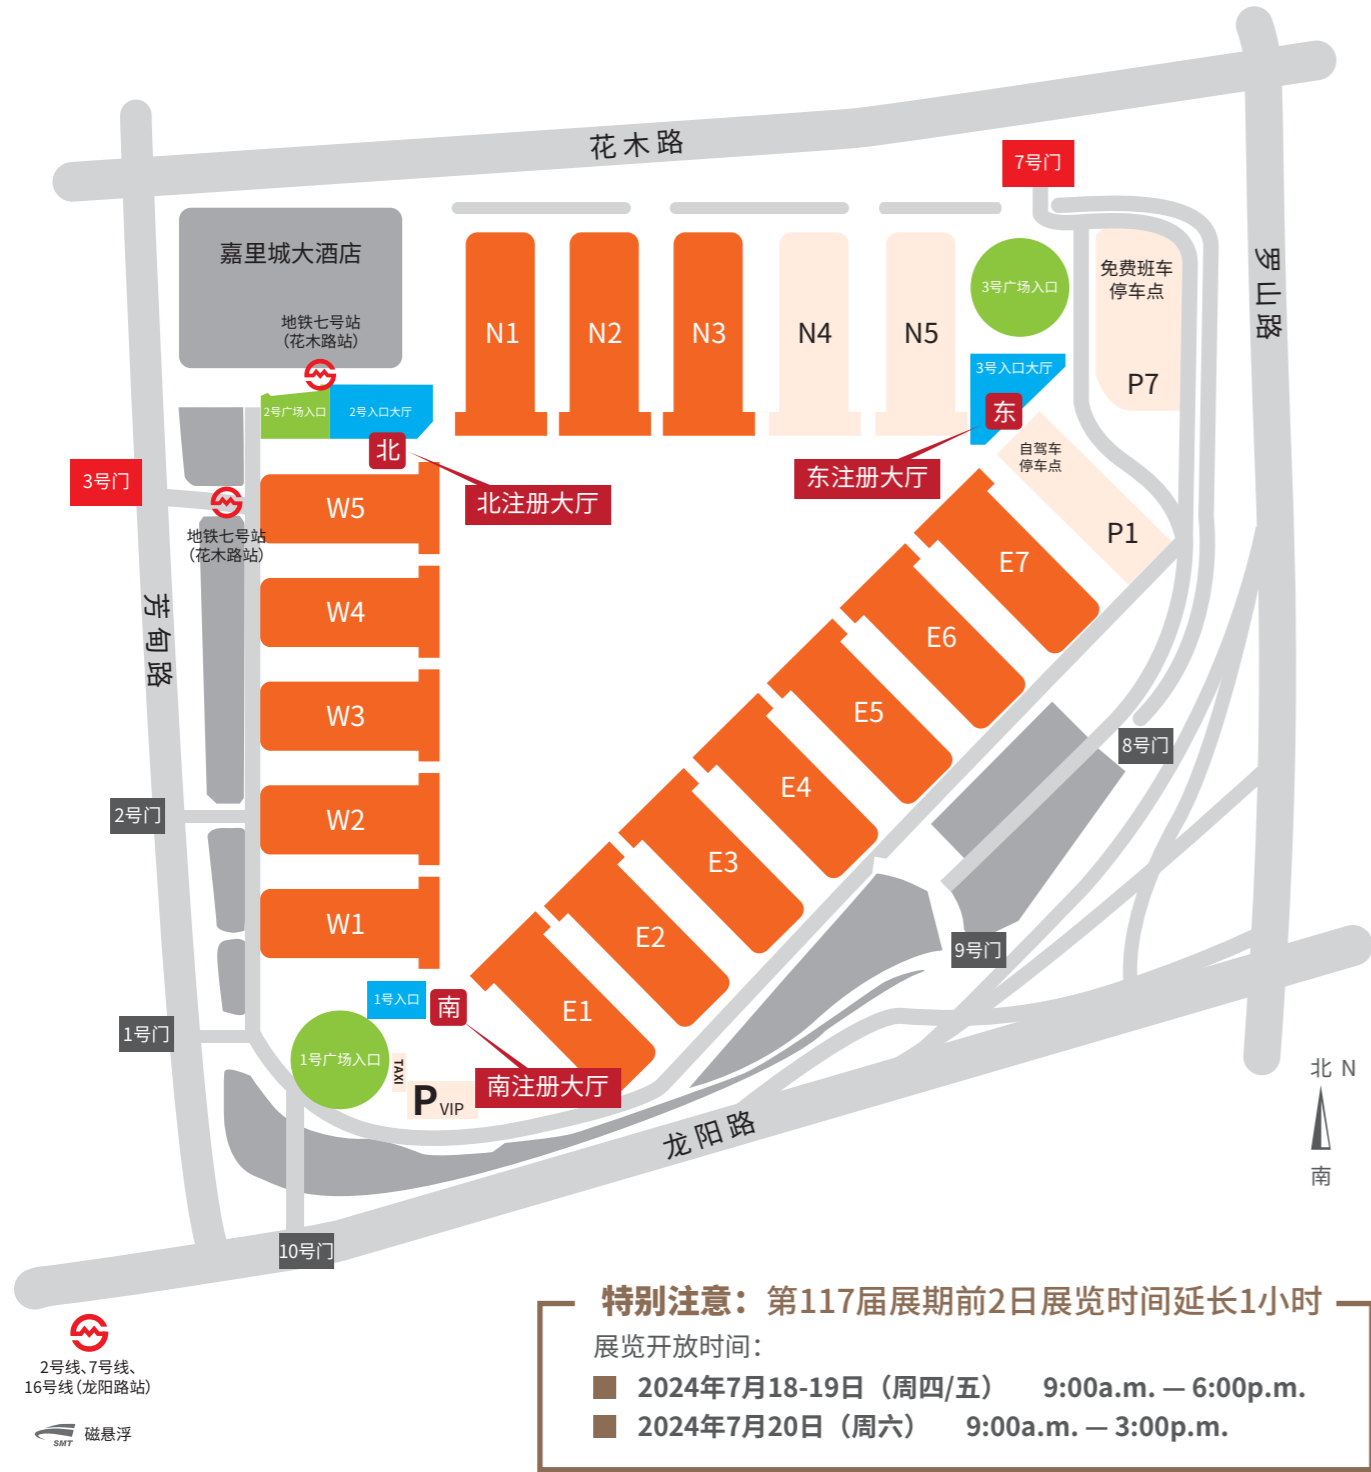 花木路
7号门
罗山路
嘉里城大酒店
地铁七号站
(花木路站)
N1
N2
N3
N4
N5
3号广场入口
免费班车
停车点
P7
3号入口大厅
东
2号广场入口
2号入口大厅
北
自驾车
停车点
P1
东注册大厅
北注册大厅
3号门
地铁七号站
(花木路站)
W5
W4
W3
W2
W1
E7
E6
E5
E4
E3
E2
E1
芳甸路
8号门
2号门
9号门
1号入口
南
1号门
1号广场入口
TAXI
P VIP
南注册大厅
龙阳路
北 N
南
10号门
2号线、7号线、
16号线(龙阳路站)
SMT
磁悬浮
特别注意：第117届展期前2日展览时间延长1小时
展览开放时间：
2024年7月18-19日（周四/五） 9:00a.m. — 6:00p.m.
2024年7月20日（周六） 9:00a.m. — 3:00p.m.